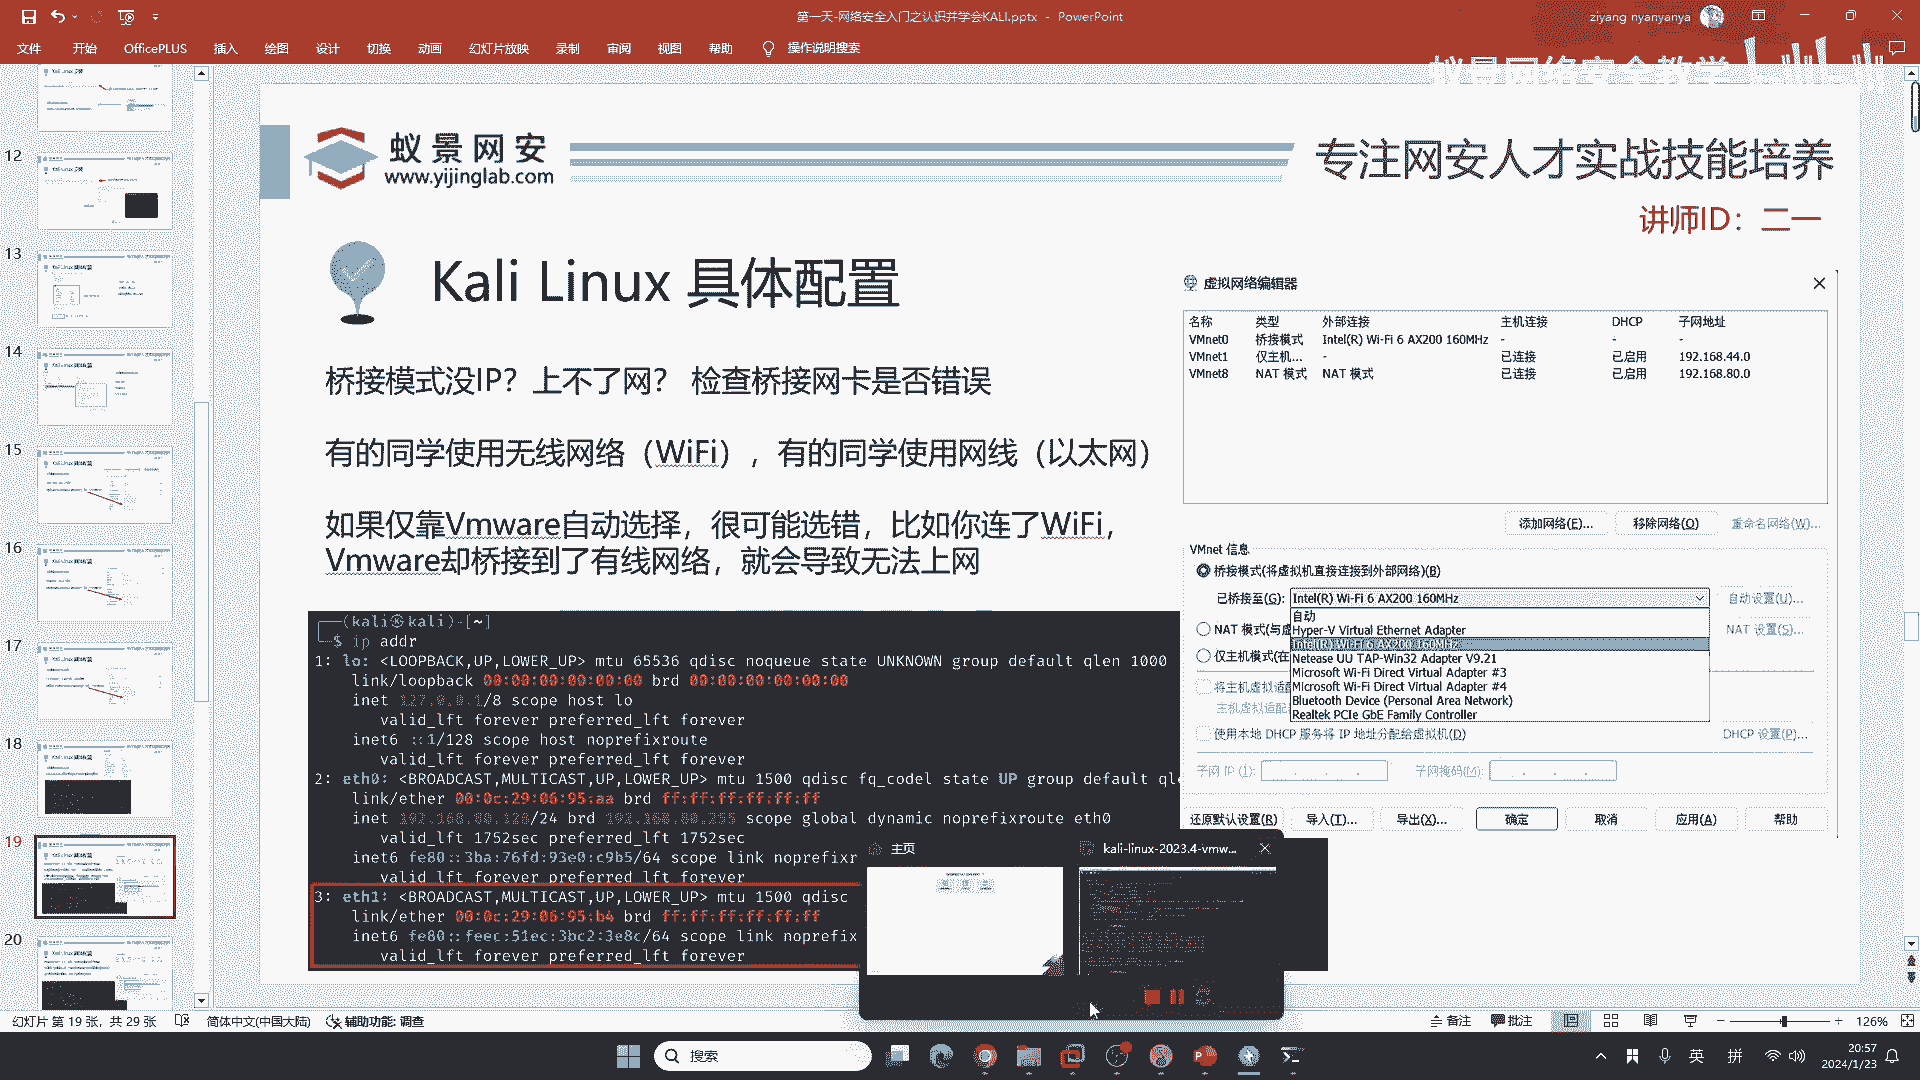 第一天-网络安全入门之认识并学会KALI.pptx - PowerPoint
ziyang nyanyanya
文件 开始 OfficePLUS 插入 绘图 设计 切换 动画 幻灯片放映 录制 审阅 视图 帮助 操作说明搜索
蚁景网安
www.yijinglab.com
专注网安人才实战技能培养
讲师ID：二一
Kali Linux 具体配置
桥接模式没IP？上不了网？ 检查桥接网卡是否错误
有的同学使用无线网络（WiFi），有的同学使用网线（以太网）
如果仅靠Vmware自动选择，很可能选错，比如你连了WiFi，
Vmware却桥接到了有线网络，就会导致无法上网
(kali㉿kali)-[~]
$ ip addr
1: lo: <LOOPBACK,UP,LOWER_UP> mtu 65536 qdisc noqueue state UNKNOWN group default qlen 1000
link/loopback 00:00:00:00:00:00 brd 00:00:00:00:00:00
inet 127.0.0.1/8 scope host lo
valid_lft forever preferred_lft forever
inet6 ::1/128 scope host noprefixroute
valid_lft forever preferred_lft forever
2: eth0: <BROADCAST,MULTICAST,UP,LOWER_UP> mtu 1500 qdisc fq_codel state UP group default qle
link/ether 00:0c:29:06:95:aa brd ff:ff:ff:ff:ff:ff
inet 192.168.80.128/24 brd 192.168.80.255 scope global dynamic noprefixroute eth0
valid_lft 1752sec preferred_lft 1752sec
inet6 fe80::3ba:76fd:93e0:c9b5/64 scope link noprefixr
valid_lft forever preferred_lft forever
3: eth1: <BROADCAST,MULTICAST,UP,LOWER_UP> mtu 1500 qdisc
link/ether 00:0c:29:06:95:b4 brd ff:ff:ff:ff:ff:ff
inet6 fe80::feec:51ec:3bc2:3e8c/64 scope link noprefix
valid_lft forever preferred_lft forever
虚拟网络编辑器
名称 类型 外部连接 主机连接 DHCP 子网地址
VMnet0 桥接模式 Intel(R) Wi-Fi 6 AX200 160MHz - - -
VMnet1 仅主机... - 已连接 已启用 192.168.44.0
VMnet8 NAT 模式 NAT 模式 已连接 已启用 192.168.80.0
添加网络(E)... 移除网络(O) 重命名网络(W)...
VMnet 信息
桥接模式(将虚拟机直接连接到外部网络)(B)
已桥接至(G): Intel(R) Wi-Fi 6 AX200 160MHz 自动设置(U)...
自动
NAT 模式(与虚 Hyper-V Virtual Ethernet Adapter NAT 设置(S)...
Intel(R) Wi-Fi 6 AX200 160MHz
仅主机模式(在 Netease UU TAP-Win32 Adapter V9.21
Microsoft Wi-Fi Direct Virtual Adapter #3
将主机虚拟适配 Microsoft Wi-Fi Direct Virtual Adapter #4
主机虚拟适配 Bluetooth Device (Personal Area Network)
Realtek PCIe GbE Family Controller
使用本地 DHCP 服务将 IP 地址分配给虚拟机(D) DHCP 设置(P)...
子网 IP (I): 子网掩码(M):
还原默认设置(R) 导入(T)... 导出(X)... 确定 取消 应用(A) 帮助
主页 kali-linux-2023.4-vmw...
12
13
14
15
16
17
18
19
20
幻灯片 第 19 张，共 29 张 简体中文(中国大陆) 辅助功能: 调查 备注 批注 126%
搜索
英 拼
20:57
2024/1/23